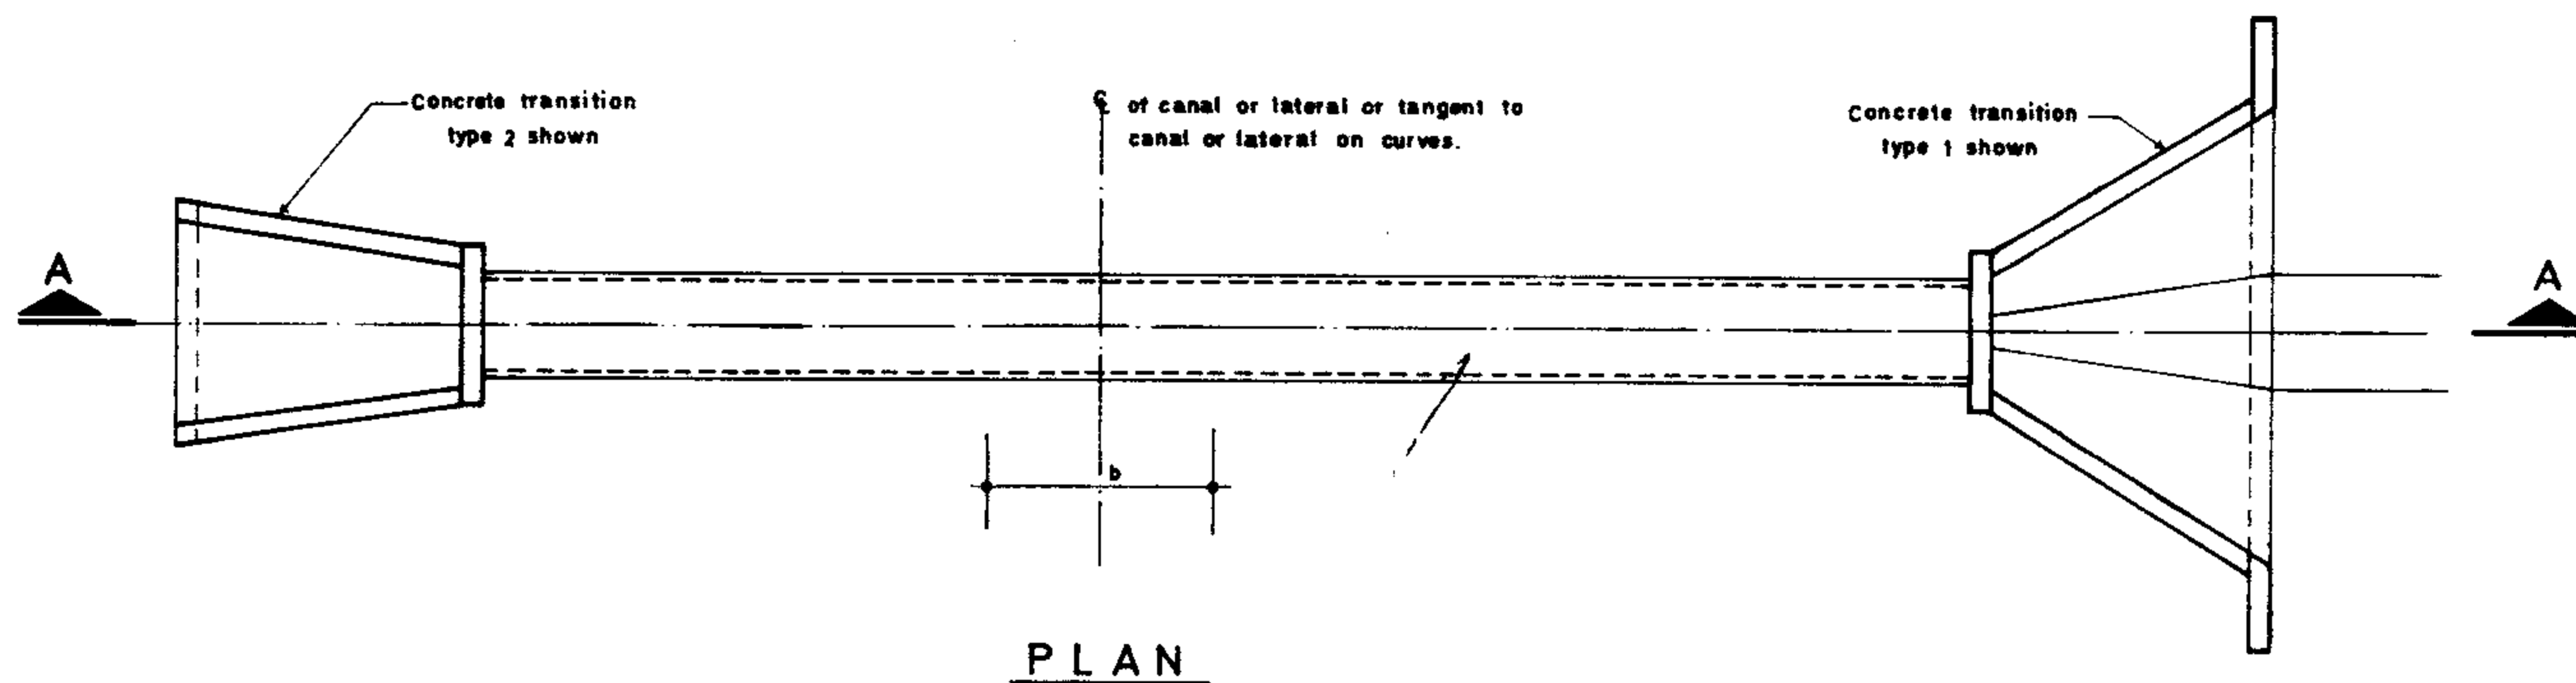 Concrete transition
type 2 shown
℄ of canal or lateral or tangent to
canal or lateral on curves.
Concrete transition
type 1 shown
A
A
b
PLAN